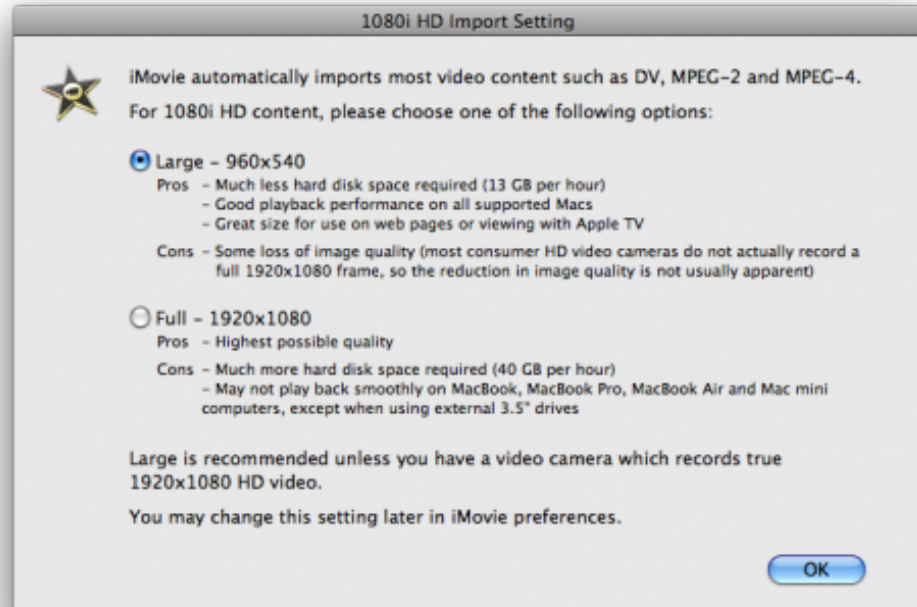 1080i HD Import Setting
iMovie automatically imports most video content such as DV, MPEG-2 and MPEG-4.
For 1080i HD content, please choose one of the following options:
Large – 960x540
Pros – Much less hard disk space required (13 GB per hour)
– Good playback performance on all supported Macs
– Great size for use on web pages or viewing with Apple TV
Cons – Some loss of image quality (most consumer HD video cameras do not actually record a
full 1920x1080 frame, so the reduction in image quality is not usually apparent)
Full – 1920x1080
Pros – Highest possible quality
Cons – Much more hard disk space required (40 GB per hour)
– May not play back smoothly on MacBook, MacBook Pro, MacBook Air and Mac mini
computers, except when using external 3.5" drives
Large is recommended unless you have a video camera which records true
1920x1080 HD video.
You may change this setting later in iMovie preferences.
OK